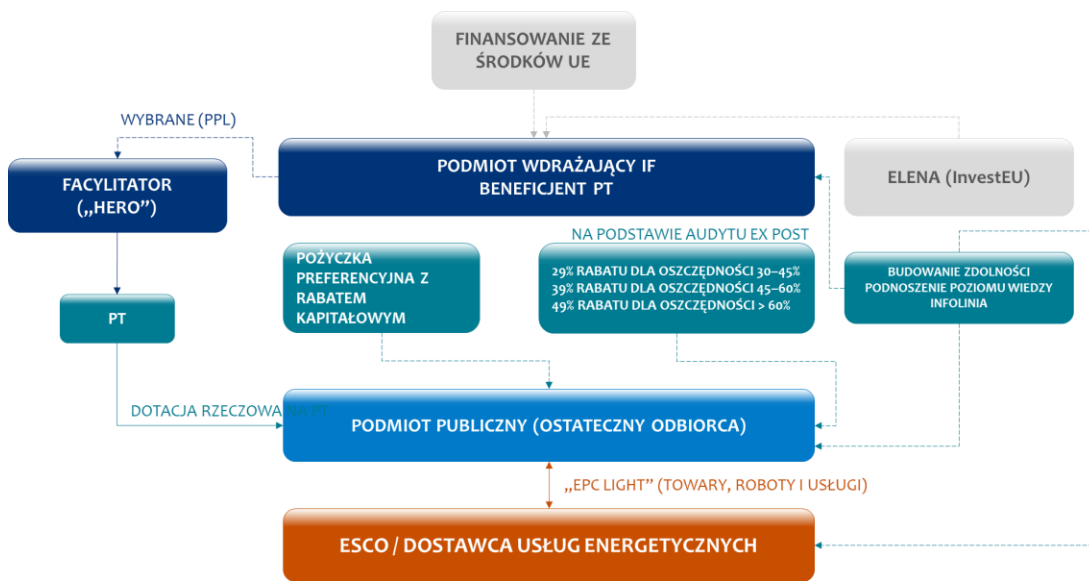 FINANSOWANIE ZE
ŚRODKÓW UE
WYBRANE (PPL)
FACYLITATOR
(„HERO”)
PODMIOT WDRAŻAJĄCY IF
BENEFICJENT PT
ELENA (InvestEU)
NA PODSTAWIE AUDYTU EX POST
POŻYCZKA
PREFERENCYJNA Z
RABATEM
KAPITAŁOWYM
29% RABATU DLA OSZCZĘDNOŚCI 30–45%
39% RABATU DLA OSZCZĘDNOŚCI 45–60%
49% RABATU DLA OSZCZĘDNOŚCI > 60%
BUDOWANIE ZDOLNOŚCI
PODNOSZENIE POZIOMU WIEDZY
INFOLINIA
PT
DOTACJA RZECZOWA NA PT
PODMIOT PUBLICZNY (OSTATECZNY ODBIORCA)
„EPC LIGHT” (TOWARY, ROBOTY I USŁUGI)
ESCO / DOSTAWCA USŁUG ENERGETYCZNYCH